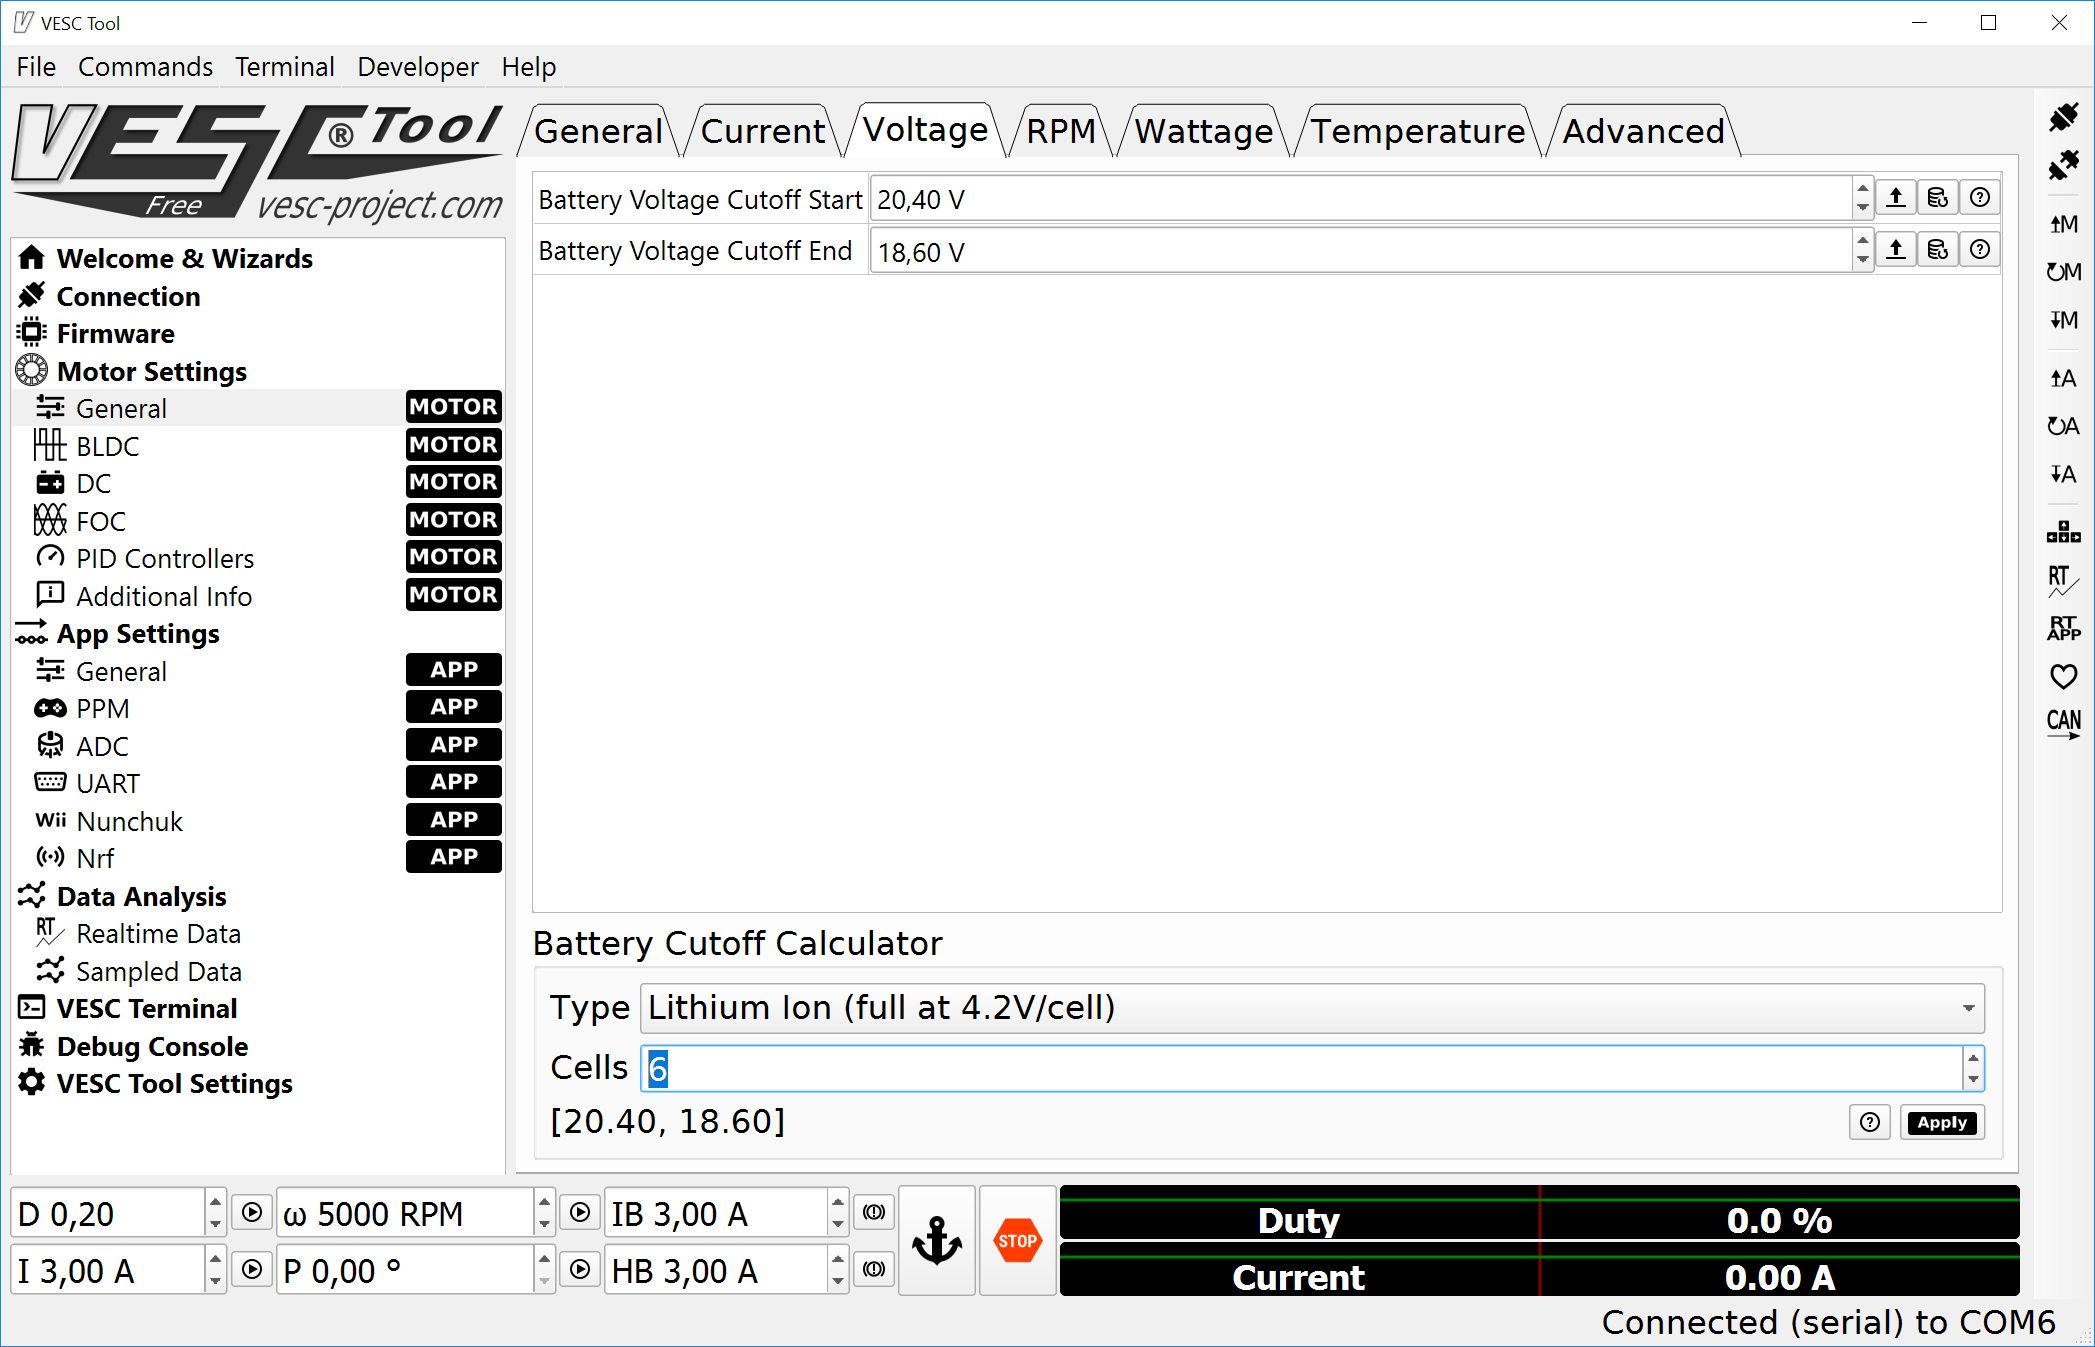 VESC Tool
File Commands Terminal Developer Help
VESC® Tool
Free vesc-project.com
Welcome & Wizards
Connection
Firmware
Motor Settings
General MOTOR
BLDC MOTOR
DC MOTOR
FOC MOTOR
PID Controllers MOTOR
Additional Info MOTOR
App Settings
General APP
PPM APP
ADC APP
UART APP
Wii Nunchuk APP
Nrf APP
Data Analysis
RT Realtime Data
Sampled Data
VESC Terminal
Debug Console
VESC Tool Settings
General Current Voltage RPM Wattage Temperature Advanced
Battery Voltage Cutoff Start 20,40 V
Battery Voltage Cutoff End 18,60 V
Battery Cutoff Calculator
Type Lithium Ion (full at 4.2V/cell)
Cells 6
[20.40, 18.60]
Apply
M
M
M
A
A
A
RT
RT
APP
CAN
D 0,20 ω 5000 RPM IB 3,00 A
I 3,00 A P 0,00 ° HB 3,00 A
STOP
Duty 0.0 %
Current 0.00 A
Connected (serial) to COM6